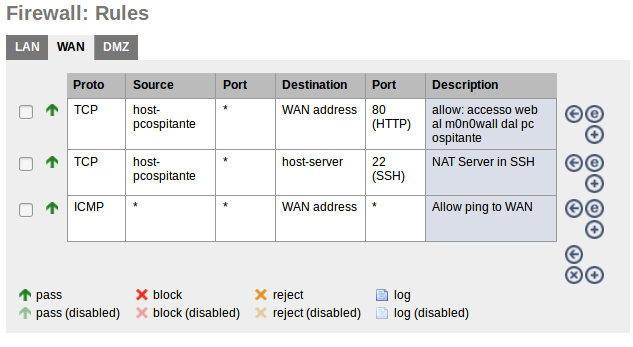 Firewall: Rules
LAN WAN DMZ
Proto Source Port Destination Port Description
TCP host-pcospitante * WAN address 80 (HTTP) allow: accesso web al m0n0wall dal pc ospitante
TCP host-pcospitante * host-server 22 (SSH) NAT Server in SSH
ICMP * * WAN address * Allow ping to WAN
pass block reject log
pass (disabled) block (disabled) reject (disabled) log (disabled)